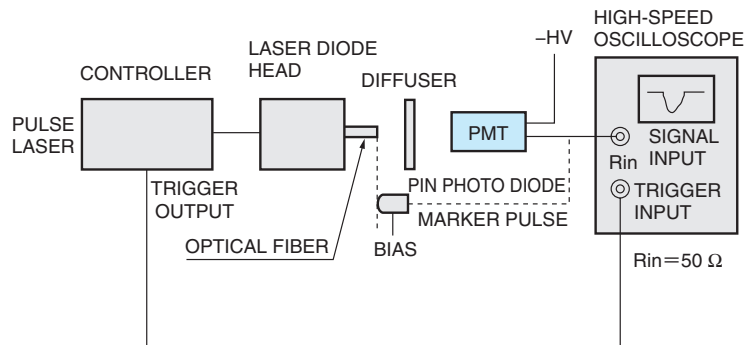 HIGH-SPEED
OSCILLOSCOPE
–HV
LASER DIODE
HEAD
CONTROLLER
DIFFUSER
PULSE
LASER
PMT
SIGNAL
INPUT
Rin
TRIGGER
OUTPUT
PIN PHOTO DIODE
TRIGGER
INPUT
MARKER PULSE
OPTICAL FIBER
BIAS
Rin=50 Ω